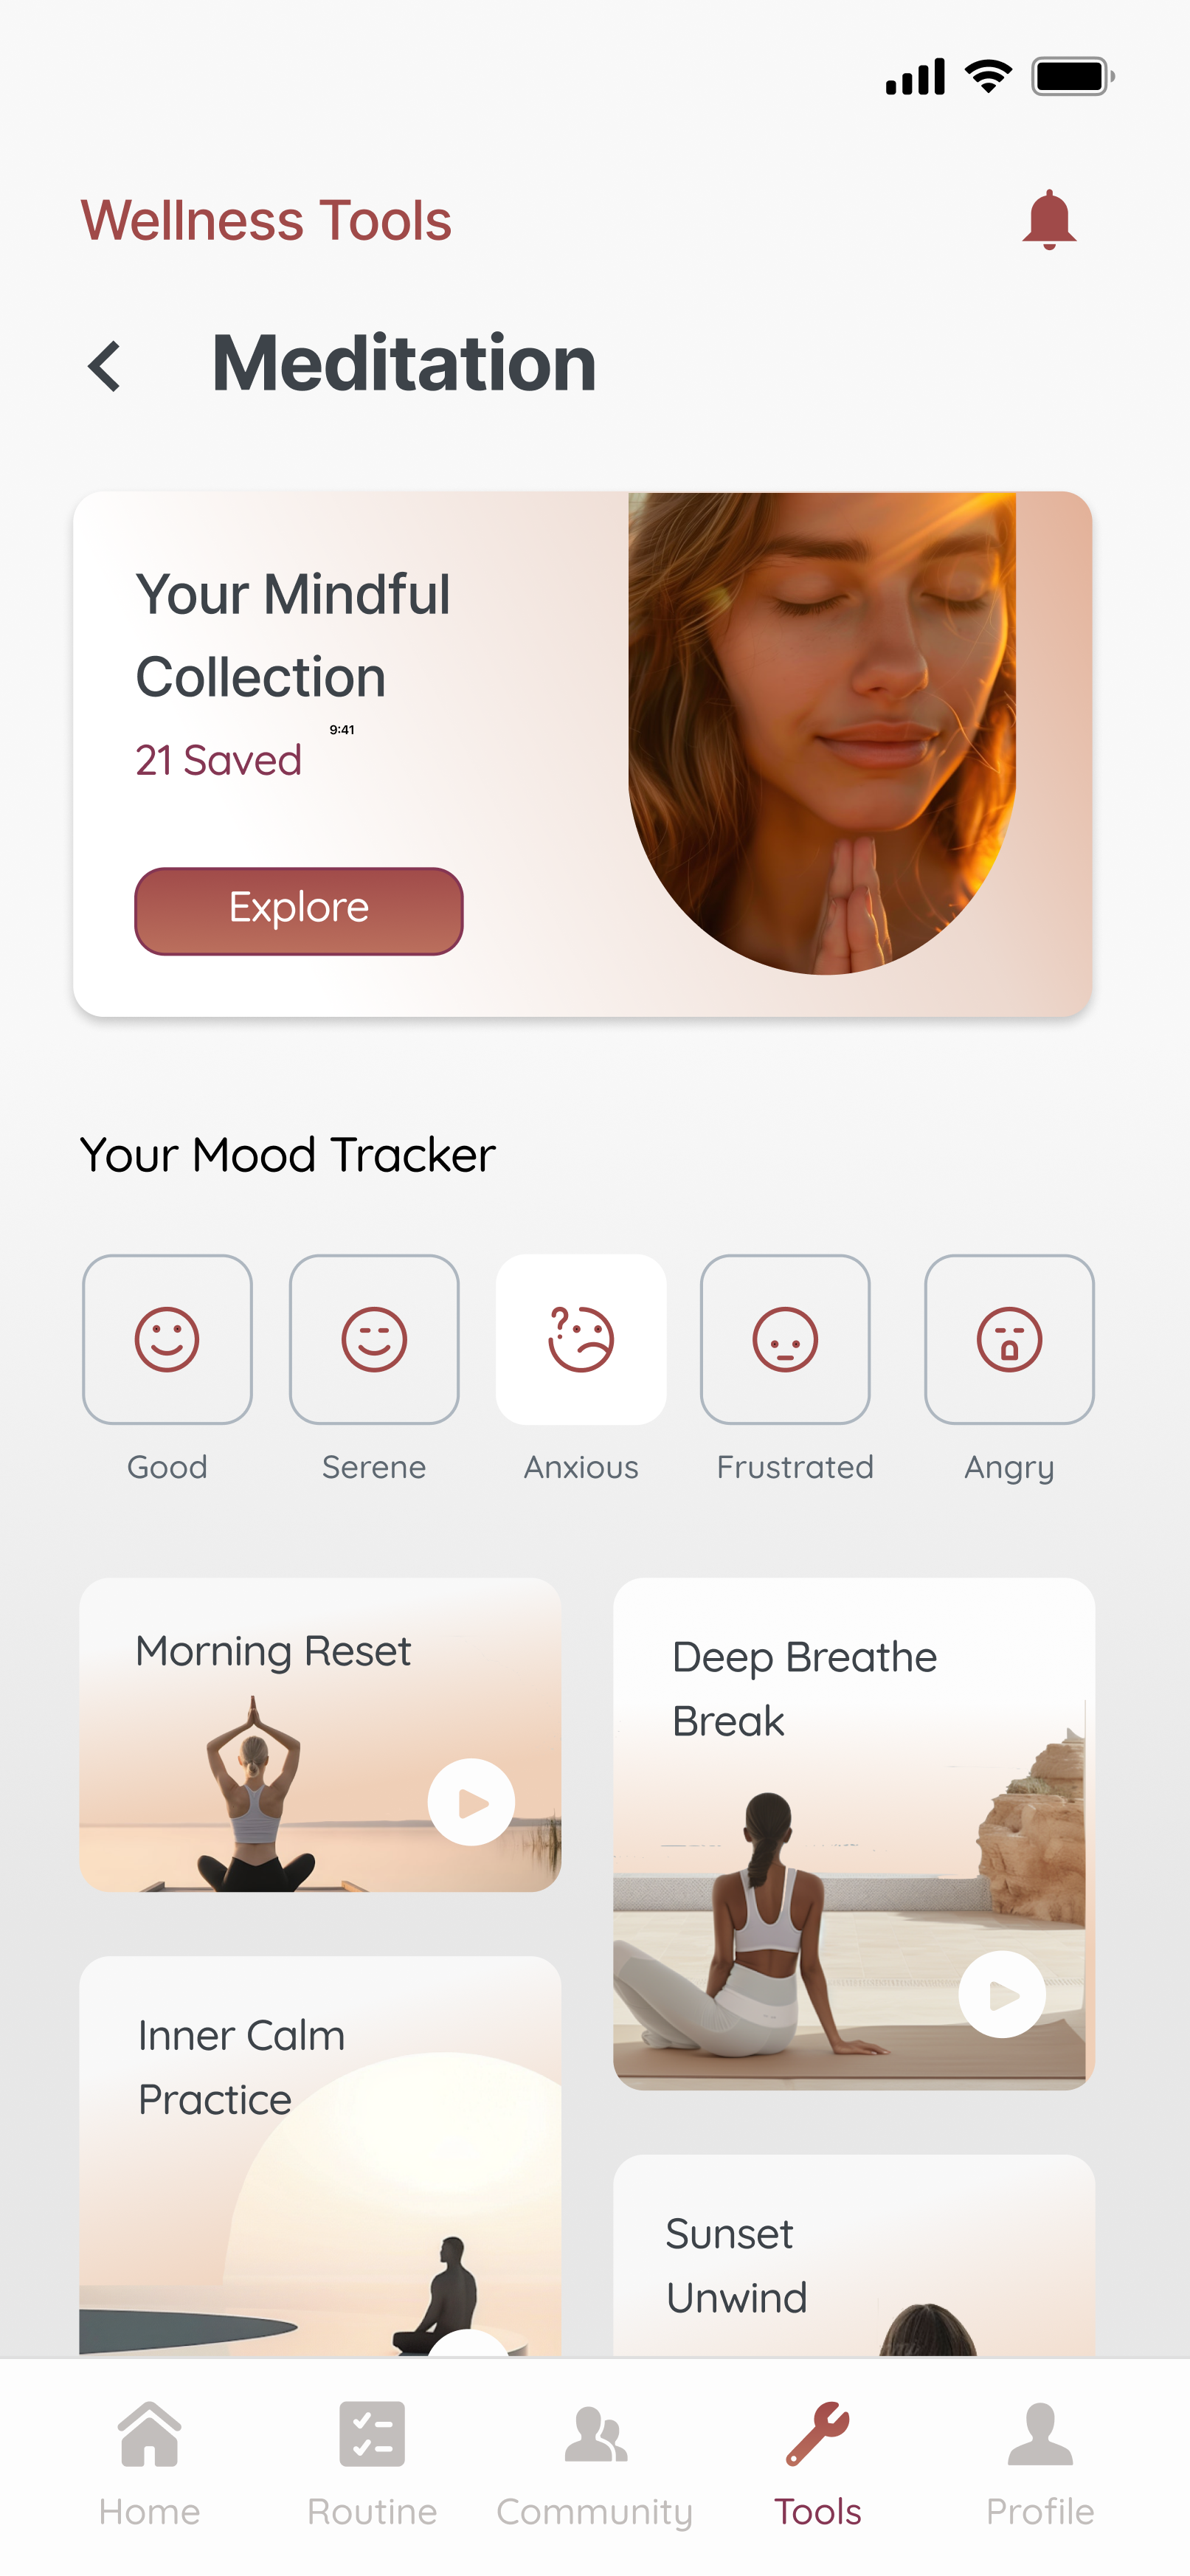 Wellness Tools
Meditation
Your Mindful
Collection
9:41
21 Saved
Explore
Your Mood Tracker
Good
Serene
Anxious
Frustrated
Angry
Morning Reset
Deep Breathe
Break
Inner Calm
Practice
Sunset
Unwind
Home
Routine
Community
Tools
Profile